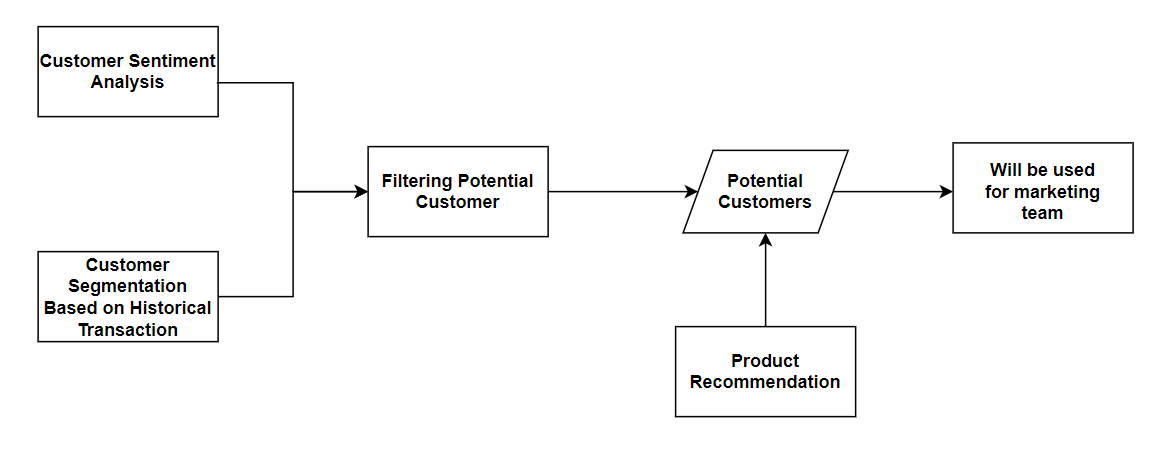 Customer Sentiment
Analysis
Customer
Segmentation
Based on Historical
Transaction
Filtering Potential
Customer
Potential
Customers
Product
Recommendation
Will be used
for marketing
team